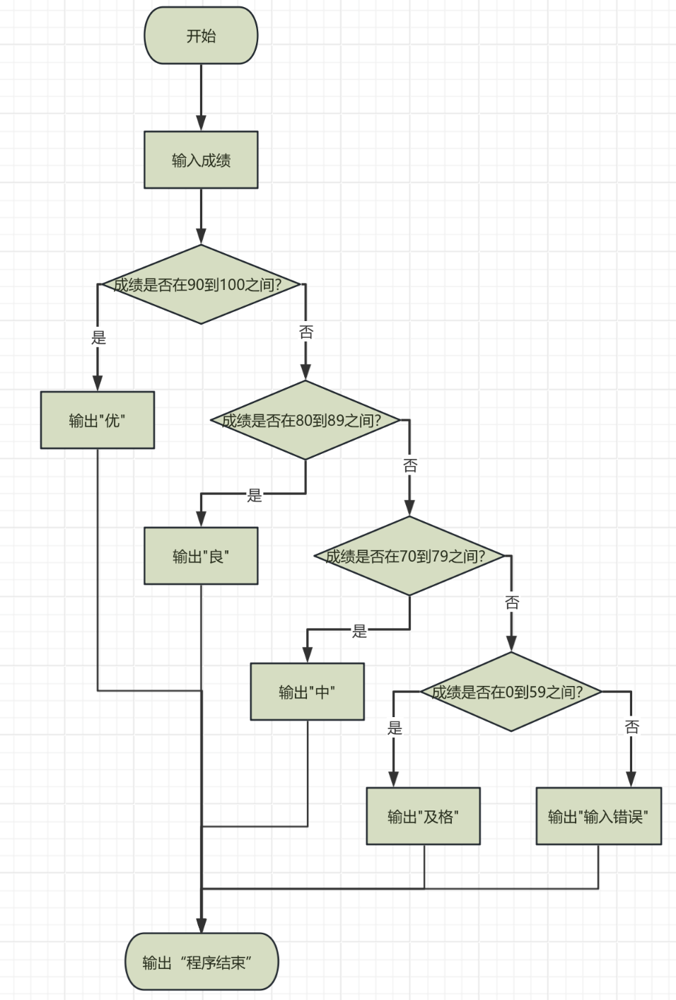 开始
输入成绩
成绩是否在90到100之间?
是
否
输出"优"
成绩是否在80到89之间?
否
是
输出"良"
成绩是否在70到79之间?
否
是
输出"中"
成绩是否在0到59之间?
是
否
输出"及格"
输出"输入错误"
输出 “程序结束”